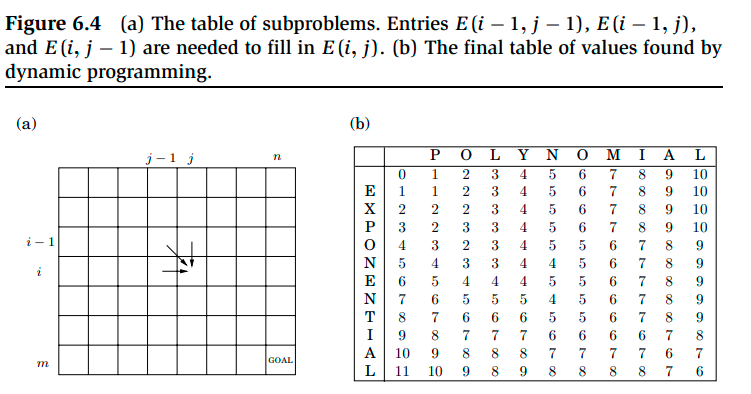 Figure 6.4 (a) The table of subproblems. Entries E(i − 1, j − 1), E(i − 1, j),
and E(i, j − 1) are needed to fill in E(i, j). (b) The final table of values found by
dynamic programming.
(a)
j − 1 j n
i − 1
i
m
GOAL
(b)
P O L Y N O M I A L
0 1 2 3 4 5 6 7 8 9 10
E 1 1 2 3 4 5 6 7 8 9 10
X 2 2 2 3 4 5 6 7 8 9 10
P 3 2 3 3 4 5 6 7 8 9 10
O 4 3 2 3 4 5 5 6 7 8 9
N 5 4 3 3 4 4 5 6 7 8 9
E 6 5 4 4 4 5 5 6 7 8 9
N 7 6 5 5 5 4 5 6 7 8 9
T 8 7 6 6 6 5 5 6 7 8 9
I 9 8 7 7 7 6 6 6 6 7 8
A 10 9 8 8 8 7 7 7 7 6 7
L 11 10 9 8 9 8 8 8 8 7 6